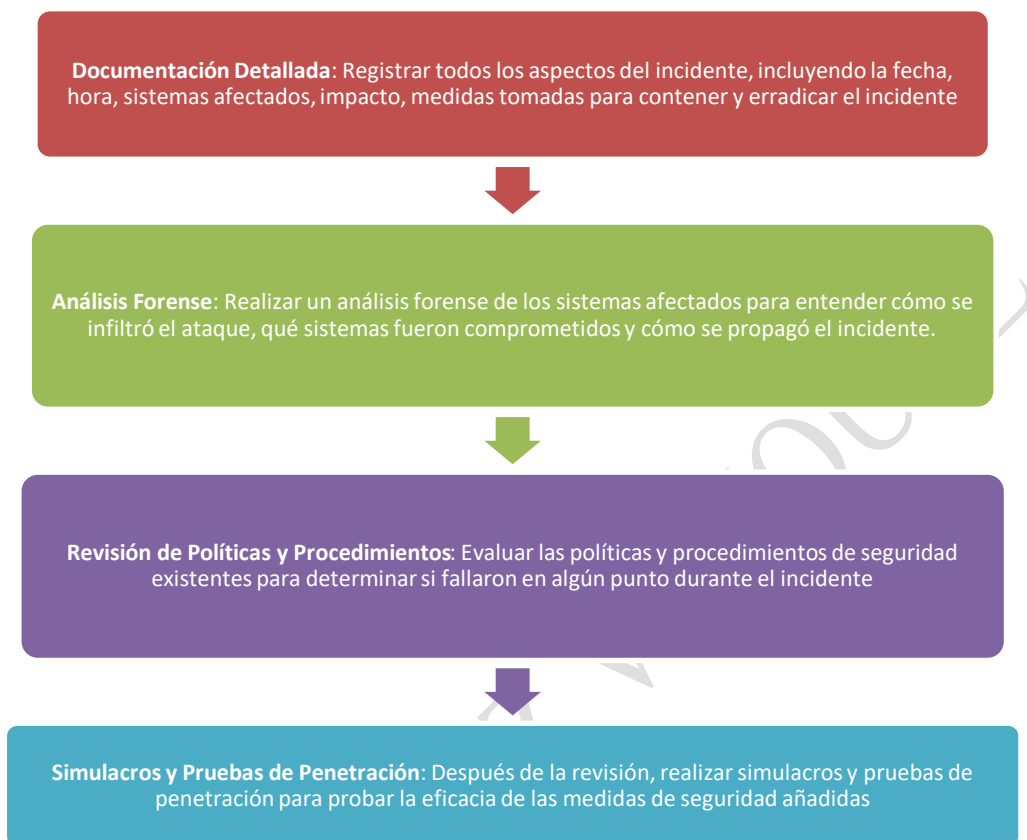 Documentación Detallada: Registrar todos los aspectos del incidente, incluyendo la fecha,
hora, sistemas afectados, impacto, medidas tomadas para contener y erradicar el incidente
Análisis Forense: Realizar un análisis forense de los sistemas afectados para entender cómo se
infiltró el ataque, qué sistemas fueron comprometidos y cómo se propagó el incidente.
Revisión de Políticas y Procedimientos: Evaluar las políticas y procedimientos de seguridad
existentes para determinar si fallaron en algún punto durante el incidente
Simulacros y Pruebas de Penetración: Después de la revisión, realizar simulacros y pruebas de
penetración para probar la eficacia de las medidas de seguridad añadidas